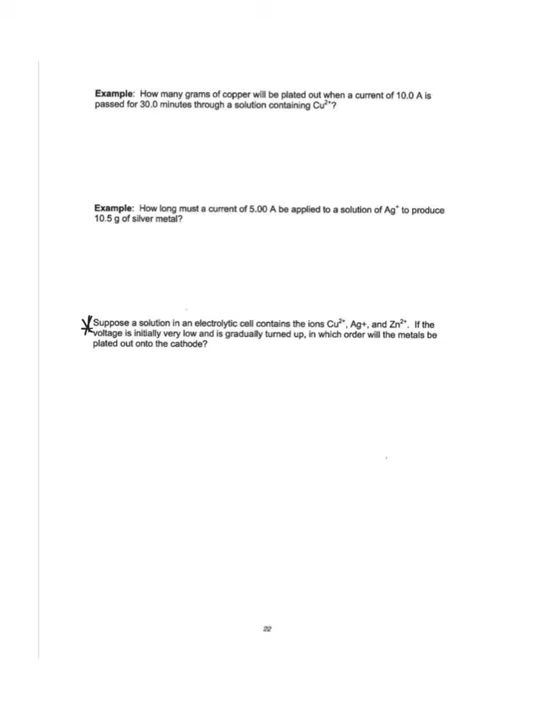 Example: How many grams of copper will be plated out when a current of 10.0 A is
passed for 30.0 minutes through a solution containing Cu²⁺?
Example: How long must a current of 5.00 A be applied to a solution of Ag⁺ to produce
10.5 g of silver metal?
Suppose a solution in an electrolytic cell contains the ions Cu²⁺, Ag+, and Zn²⁺. If the
voltage is initially very low and is gradually turned up, in which order will the metals be
plated out onto the cathode?
22